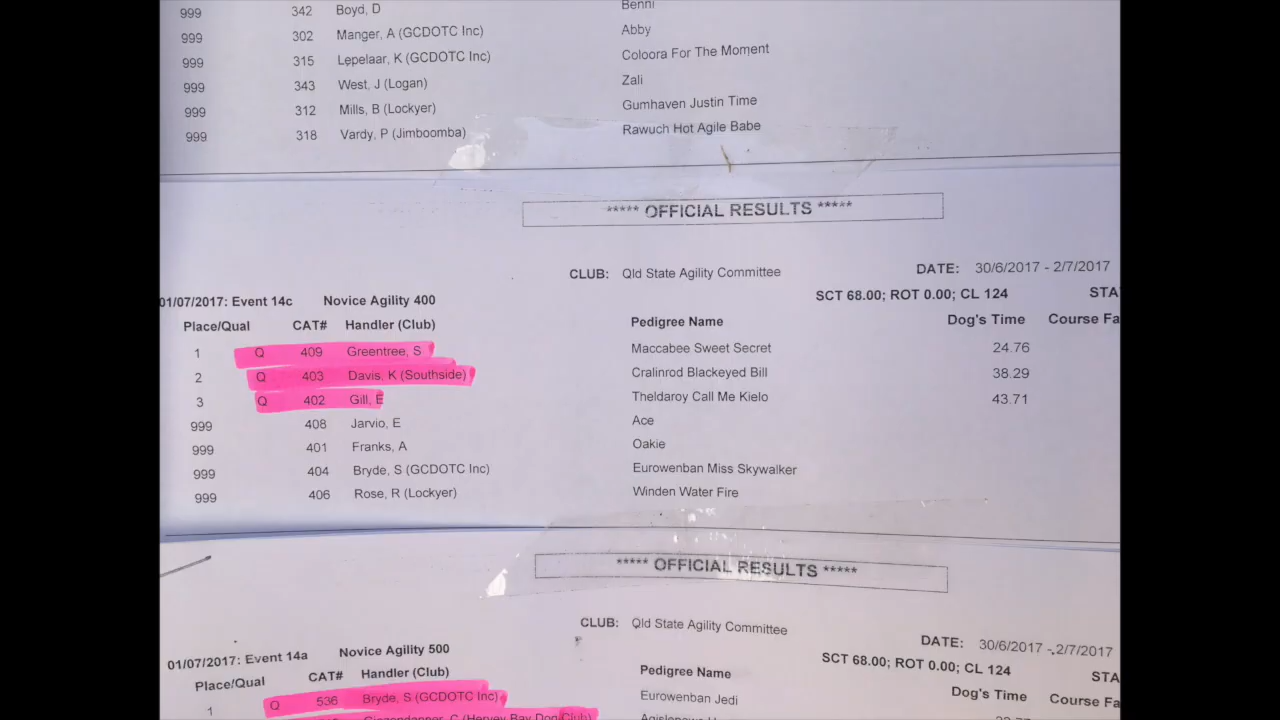 999 342 Boyd, D Benni
999 302 Manger, A (GCDOTC Inc) Abby
999 315 Lepelaar, K (GCDOTC Inc) Coloora For The Moment
999 343 West, J (Logan) Zali
999 312 Mills, B (Lockyer) Gumhaven Justin Time
999 318 Vardy, P (Jimboomba) Rawuch Hot Agile Babe
***** OFFICIAL RESULTS *****
CLUB: Qld State Agility Committee DATE: 30/6/2017 - 2/7/2017
01/07/2017: Event 14c Novice Agility 400 SCT 68.00; ROT 0.00; CL 124 STA
Place/Qual CAT# Handler (Club) Pedigree Name Dog's Time Course Fa
1 Q 409 Greentree, S Maccabee Sweet Secret 24.76
2 Q 403 Davis, K (Southside) Cralinrod Blackeyed Bill 38.29
3 Q 402 Gill, E Theldaroy Call Me Kielo 43.71
999 408 Jarvio, E Ace
999 401 Franks, A Oakie
999 404 Bryde, S (GCDOTC Inc) Eurowenban Miss Skywalker
999 406 Rose, R (Lockyer) Winden Water Fire
***** OFFICIAL RESULTS *****
CLUB: Qld State Agility Committee DATE: 30/6/2017 - 2/7/2017
01/07/2017: Event 14a Novice Agility 500 SCT 68.00; ROT 0.00; CL 124 STA
Place/Qual CAT# Handler (Club) Pedigree Name Dog's Time Course Fa
1 Q 536 Bryde, S (GCDOTC Inc) Eurowenban Jedi
(Hervey Bay Dog Club)